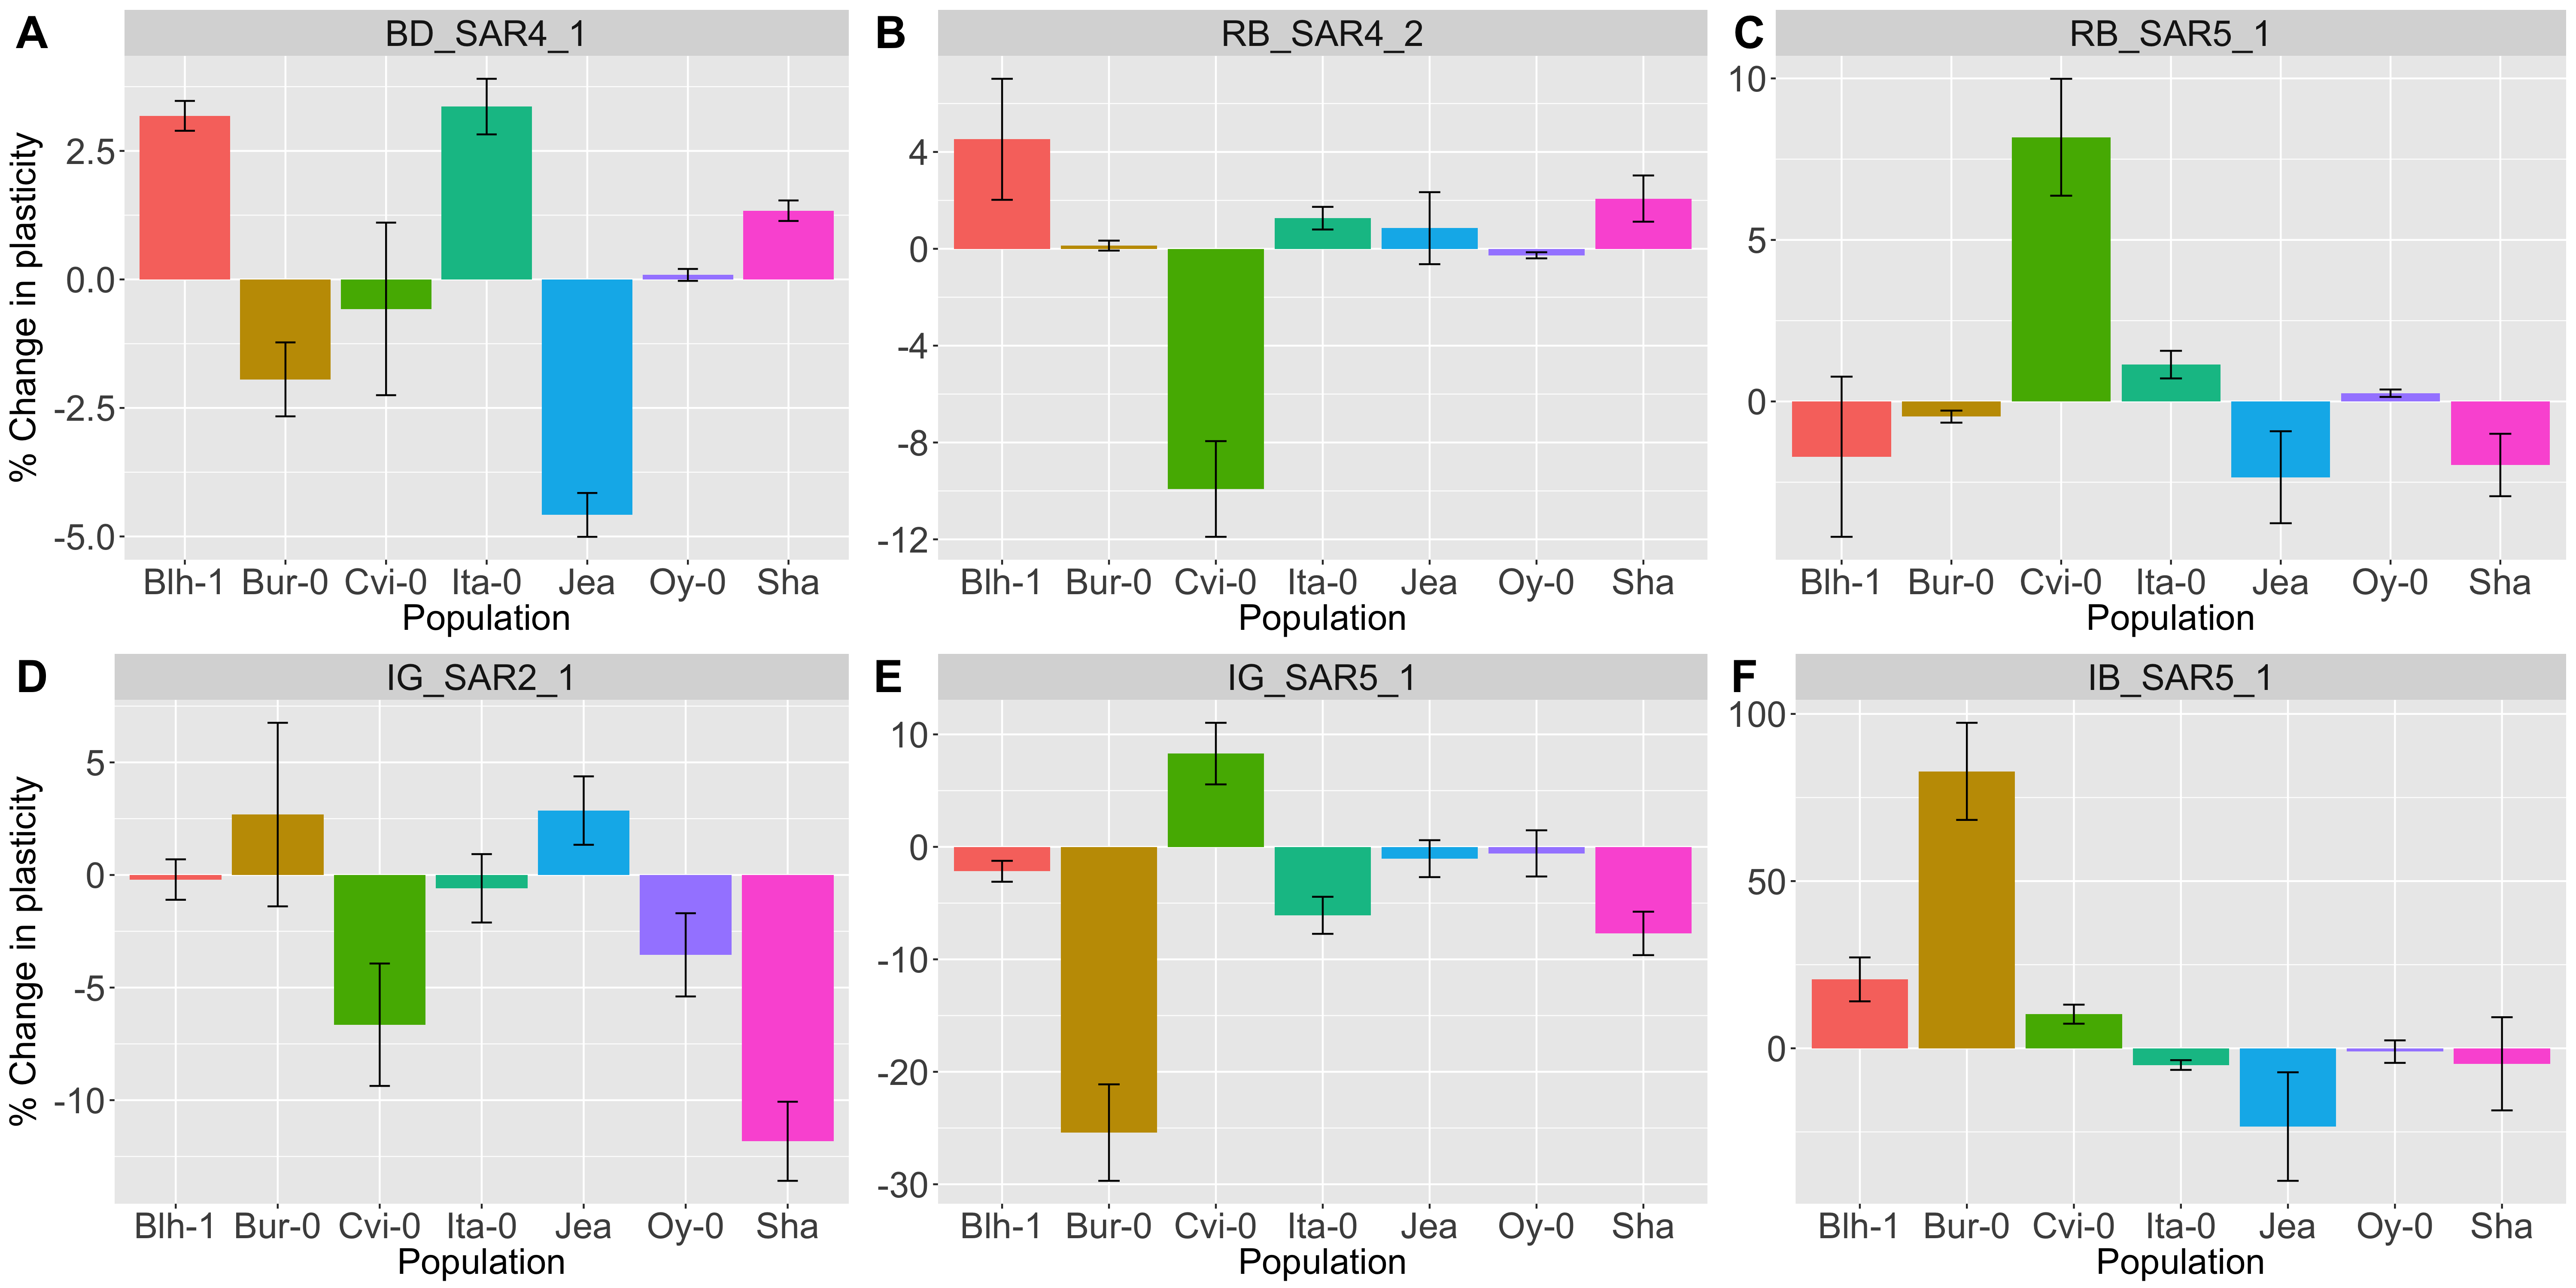 A
BD_SAR4_1
% Change in plasticity
2.5
0.0
-2.5
-5.0
Blh-1 Bur-0 Cvi-0 Ita-0 Jea Oy-0 Sha
Population
B
RB_SAR4_2
4
0
-4
-8
-12
Blh-1 Bur-0 Cvi-0 Ita-0 Jea Oy-0 Sha
Population
C
RB_SAR5_1
10
5
0
Blh-1 Bur-0 Cvi-0 Ita-0 Jea Oy-0 Sha
Population
D
IG_SAR2_1
% Change in plasticity
5
0
-5
-10
Blh-1 Bur-0 Cvi-0 Ita-0 Jea Oy-0 Sha
Population
E
IG_SAR5_1
10
0
-10
-20
-30
Blh-1 Bur-0 Cvi-0 Ita-0 Jea Oy-0 Sha
Population
F
IB_SAR5_1
100
50
0
Blh-1 Bur-0 Cvi-0 Ita-0 Jea Oy-0 Sha
Population